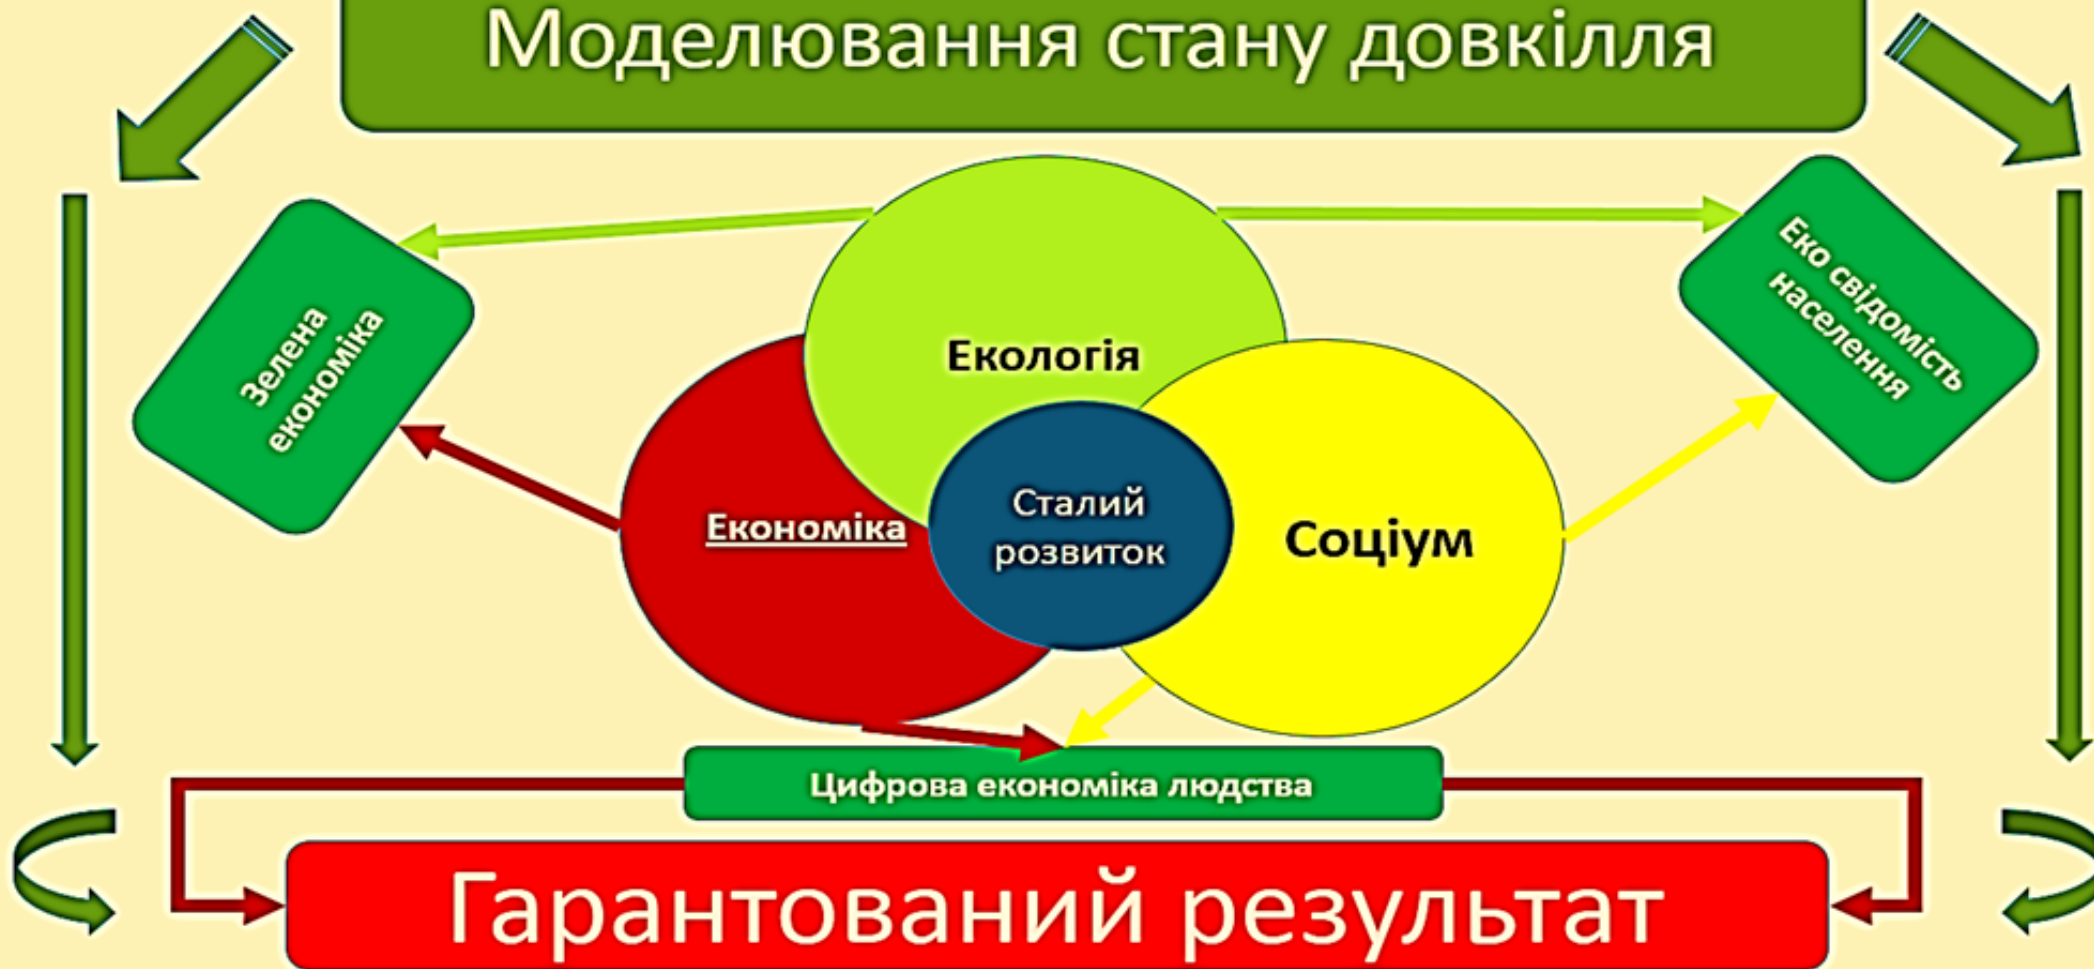 Моделювання стану довкілля
Зелена
економіка
Екологія
Еко свідомість
населення
Економіка
Сталий
розвиток
Соціум
Цифрова економіка людства
Гарантований результат